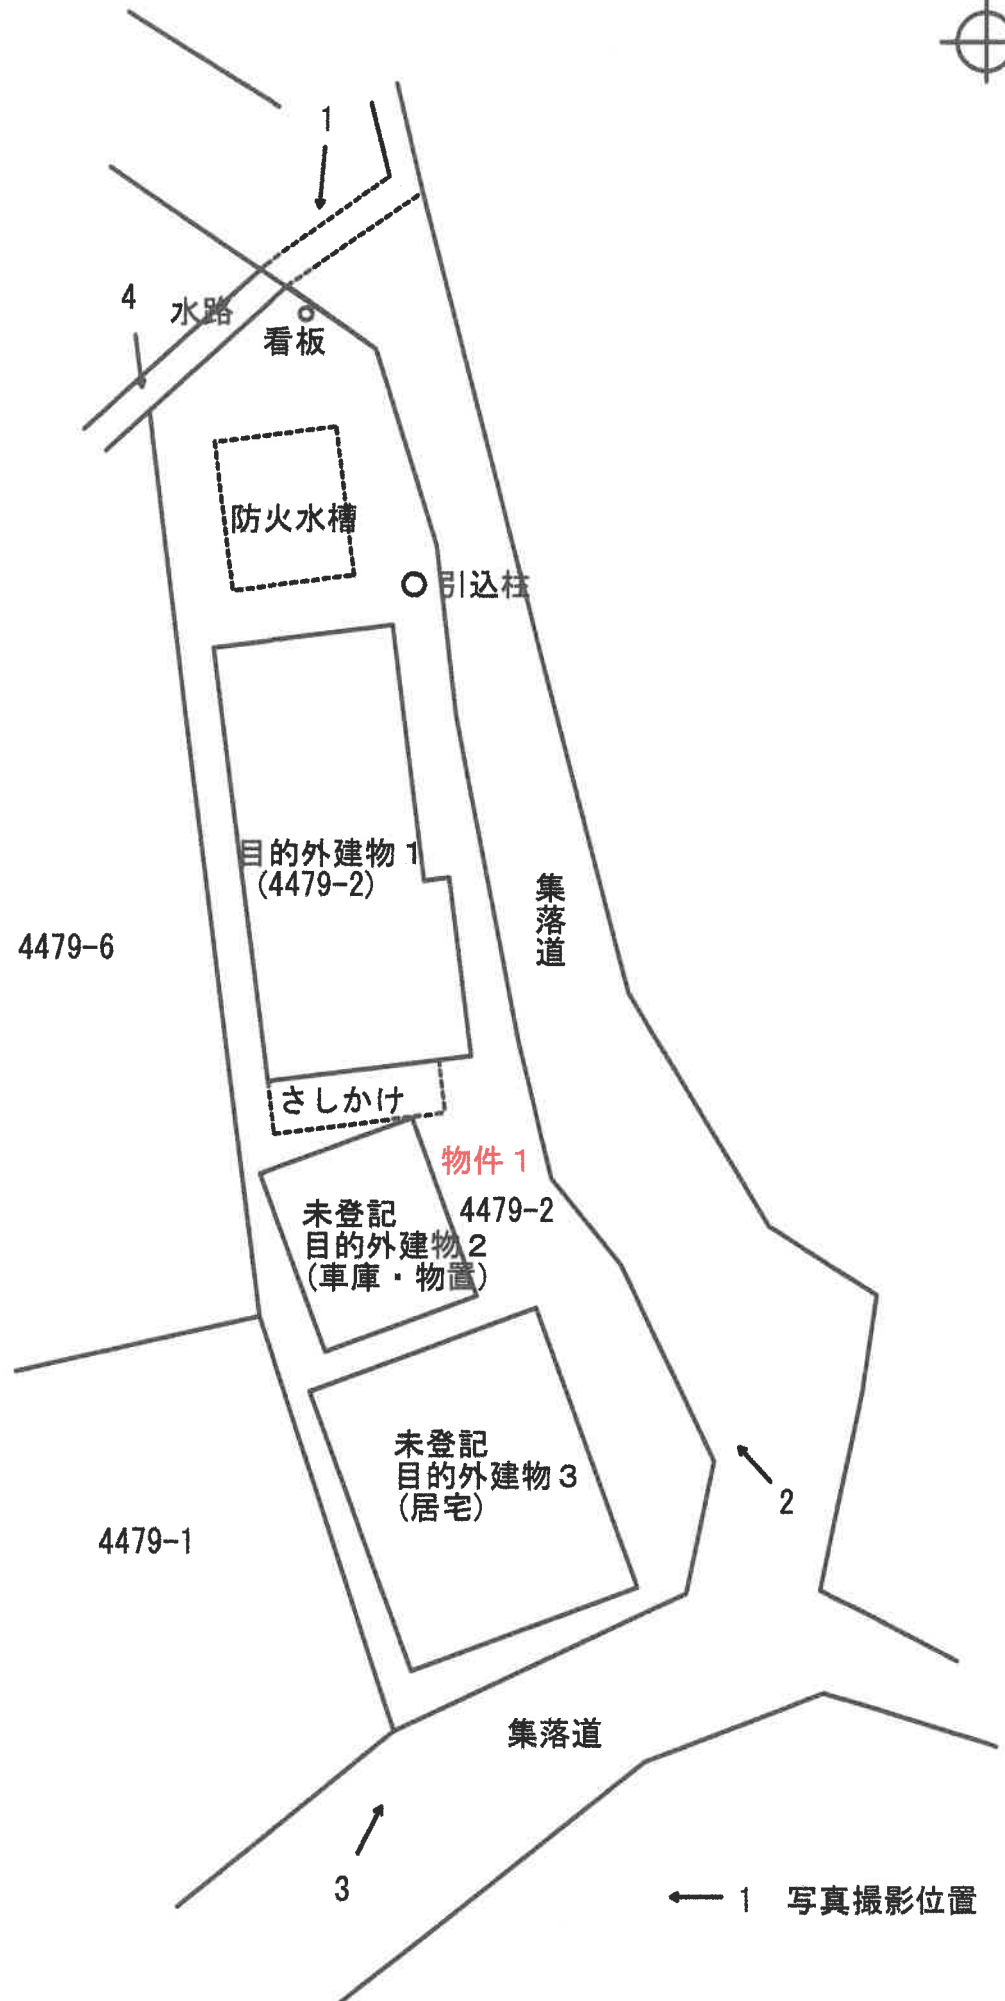 1
4
水路
看板
防火水槽
引込柱
目的外建物1
(4479-2)
集落道
4479-6
さしかけ
物件1
4479-2
未登記
目的外建物2
(車庫・物置)
未登記
目的外建物3
(居宅)
2
4479-1
集落道
3
1 写真撮影位置